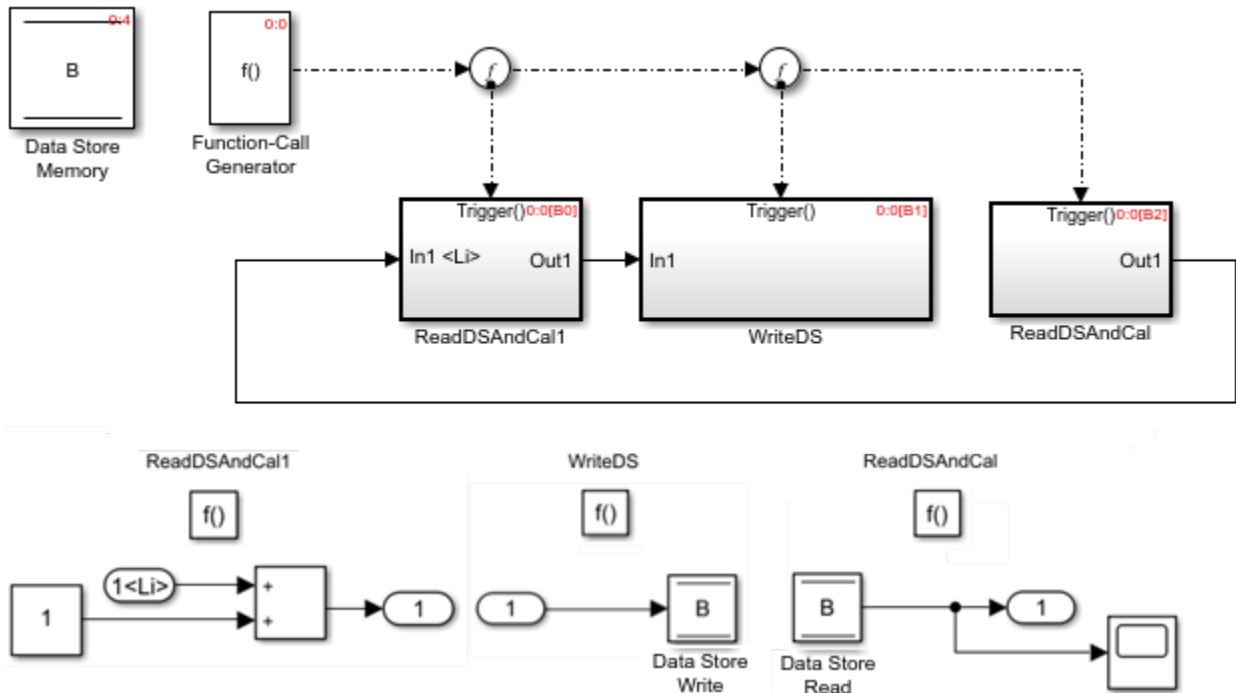 0:4
B
Data Store
Memory
0:0
f()
Function-Call
Generator
f
f
Trigger() 0:0[B0]
In1 <Li>
Out1
ReadDSAndCal1
Trigger()
0:0[B1]
In1
WriteDS
Trigger() 0:0[B2]
Out1
ReadDSAndCal
ReadDSAndCal1
f()
1<Li>
1
+
+
1
WriteDS
f()
1
B
Data Store
Write
ReadDSAndCal
f()
B
Data Store
Read
1